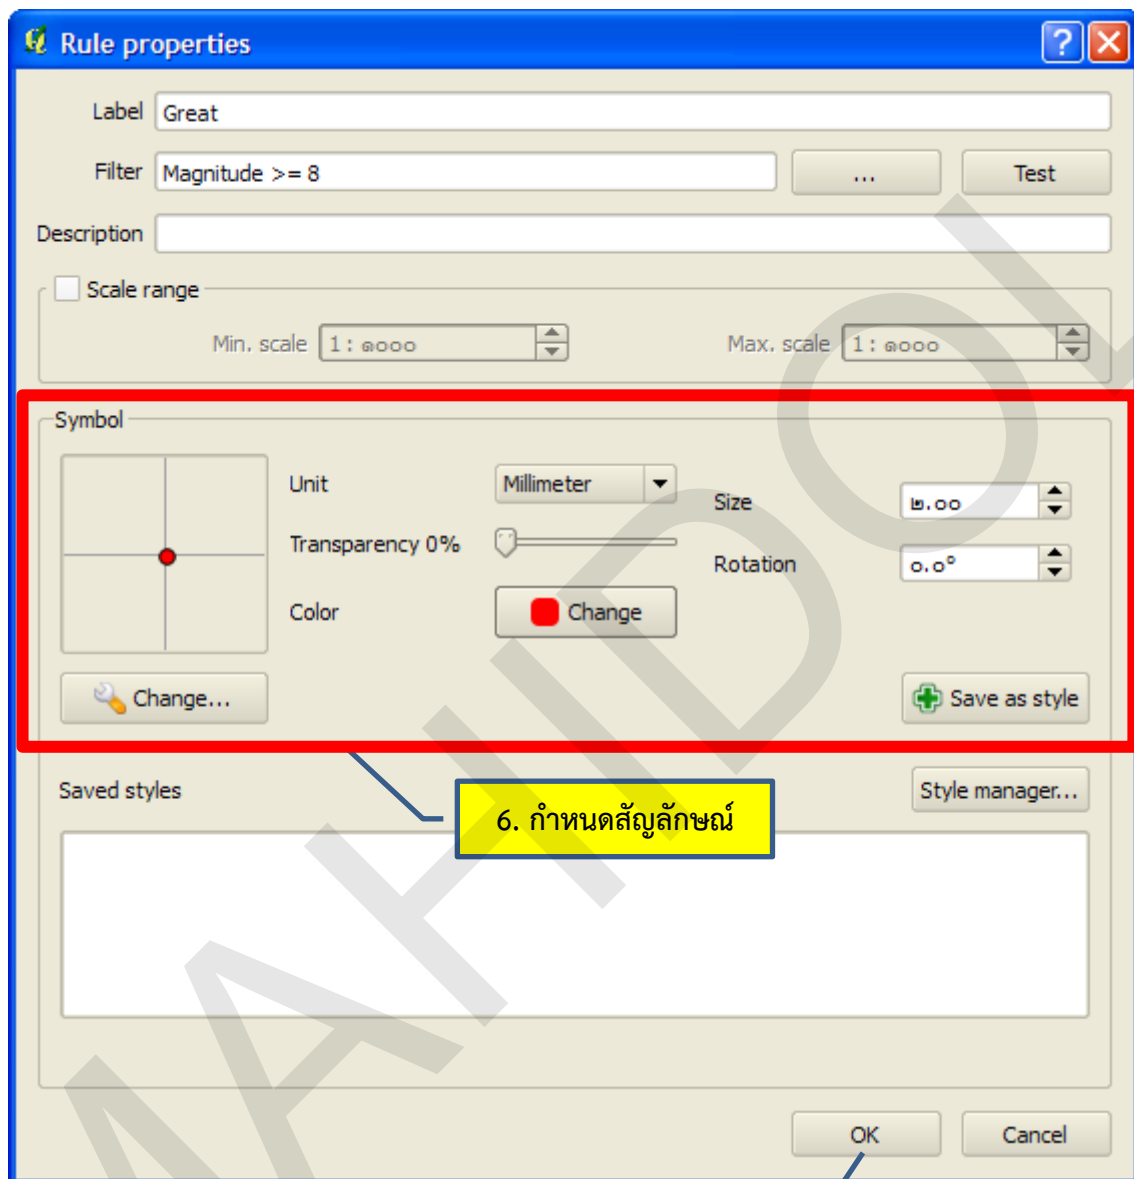 Rule properties
Label Great
Filter Magnitude >= 8 ... Test
Description
Scale range
Min. scale 1 : ๑๐๐๐ Max. scale 1 : ๑๐๐๐
Symbol
Unit Millimeter Size ๒.๐๐
Transparency 0% Rotation ๐.๐°
Color Change
Change... Save as style
Saved styles Style manager...
6. กำหนดสัญลักษณ์
OK Cancel
MAHIDOL